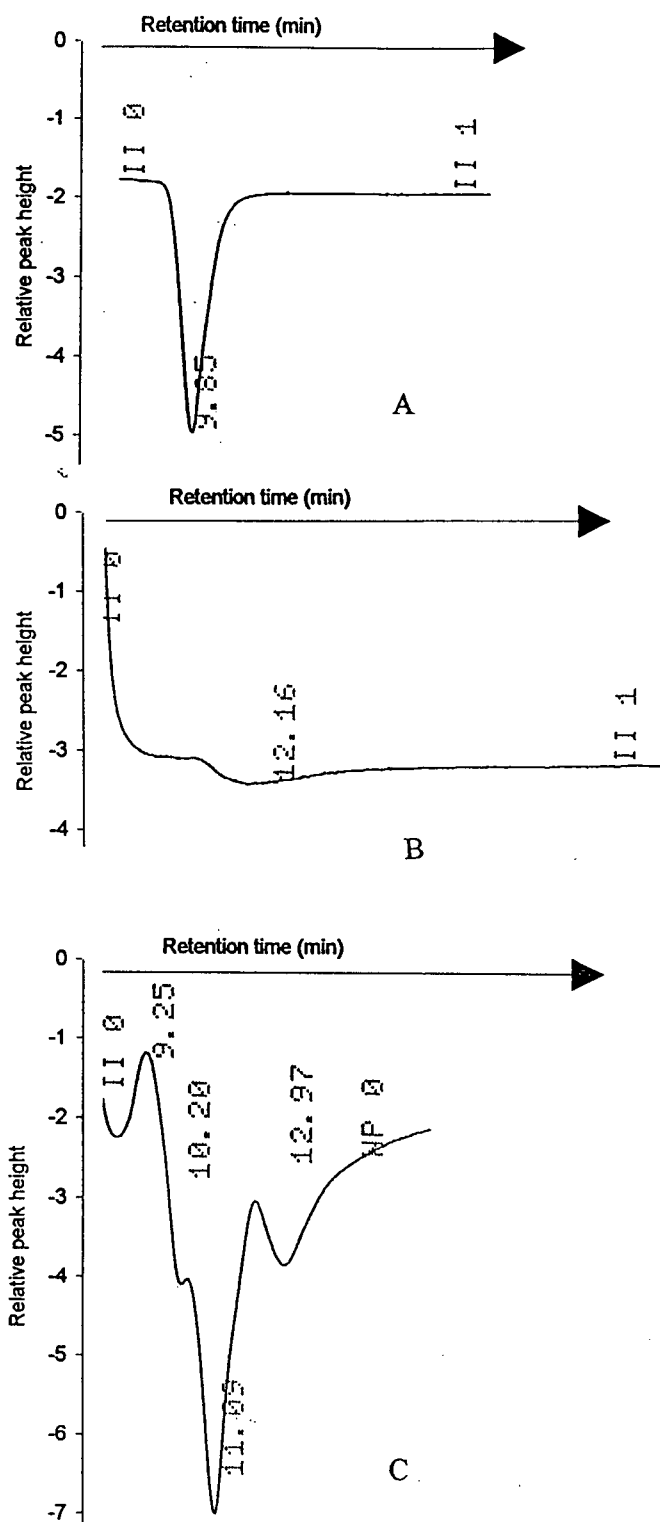 Retention time (min)
0
-1
-2
-3
-4
-5
Relative peak height
II 0
II 1
9.85
A
Retention time (min)
0
-1
-2
-3
-4
Relative peak height
II 0
12.16
II 1
B
Retention time (min)
0
-1
-2
-3
-4
-5
-6
-7
Relative peak height
II 0
9.25
10.20
12.97
NP 0
11.09
C